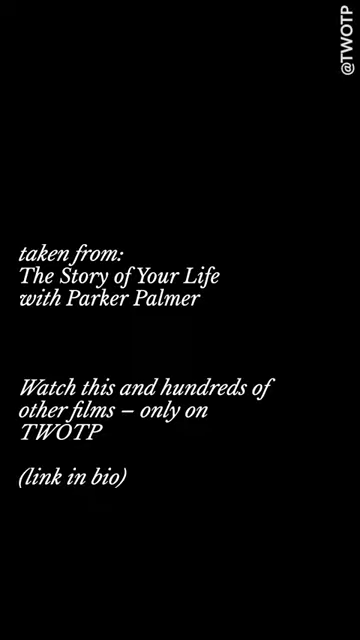 @TWOTP
taken from:
The Story of Your Life
with Parker Palmer
Watch this and hundreds of
other films – only on
TWOTP
(link in bio)